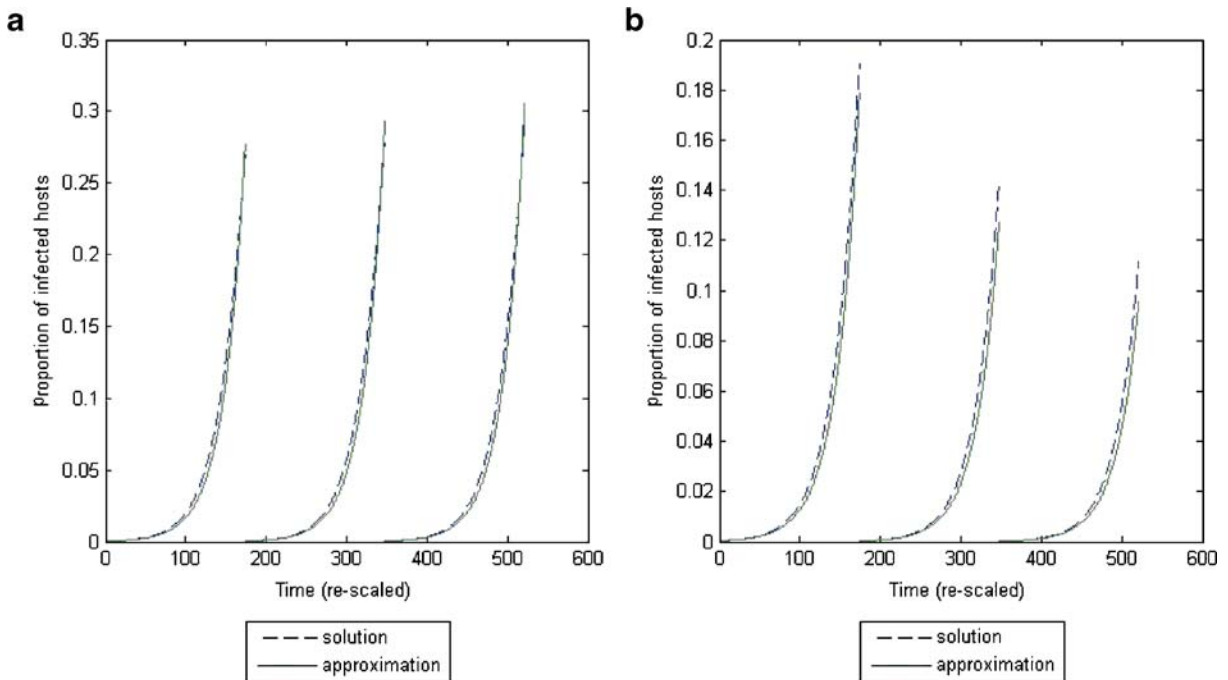 a
0.35
0.3
0.25
0.2
0.15
0.1
0.05
0
0 100 200 300 400 500 600
proportion of infected hosts
Time (re-scaled)
solution
approximation
b
0.2
0.18
0.16
0.14
0.12
0.1
0.08
0.06
0.04
0.02
0
0 100 200 300 400 500 600
proportion of infected hosts
Time (re-scaled)
solution
approximation